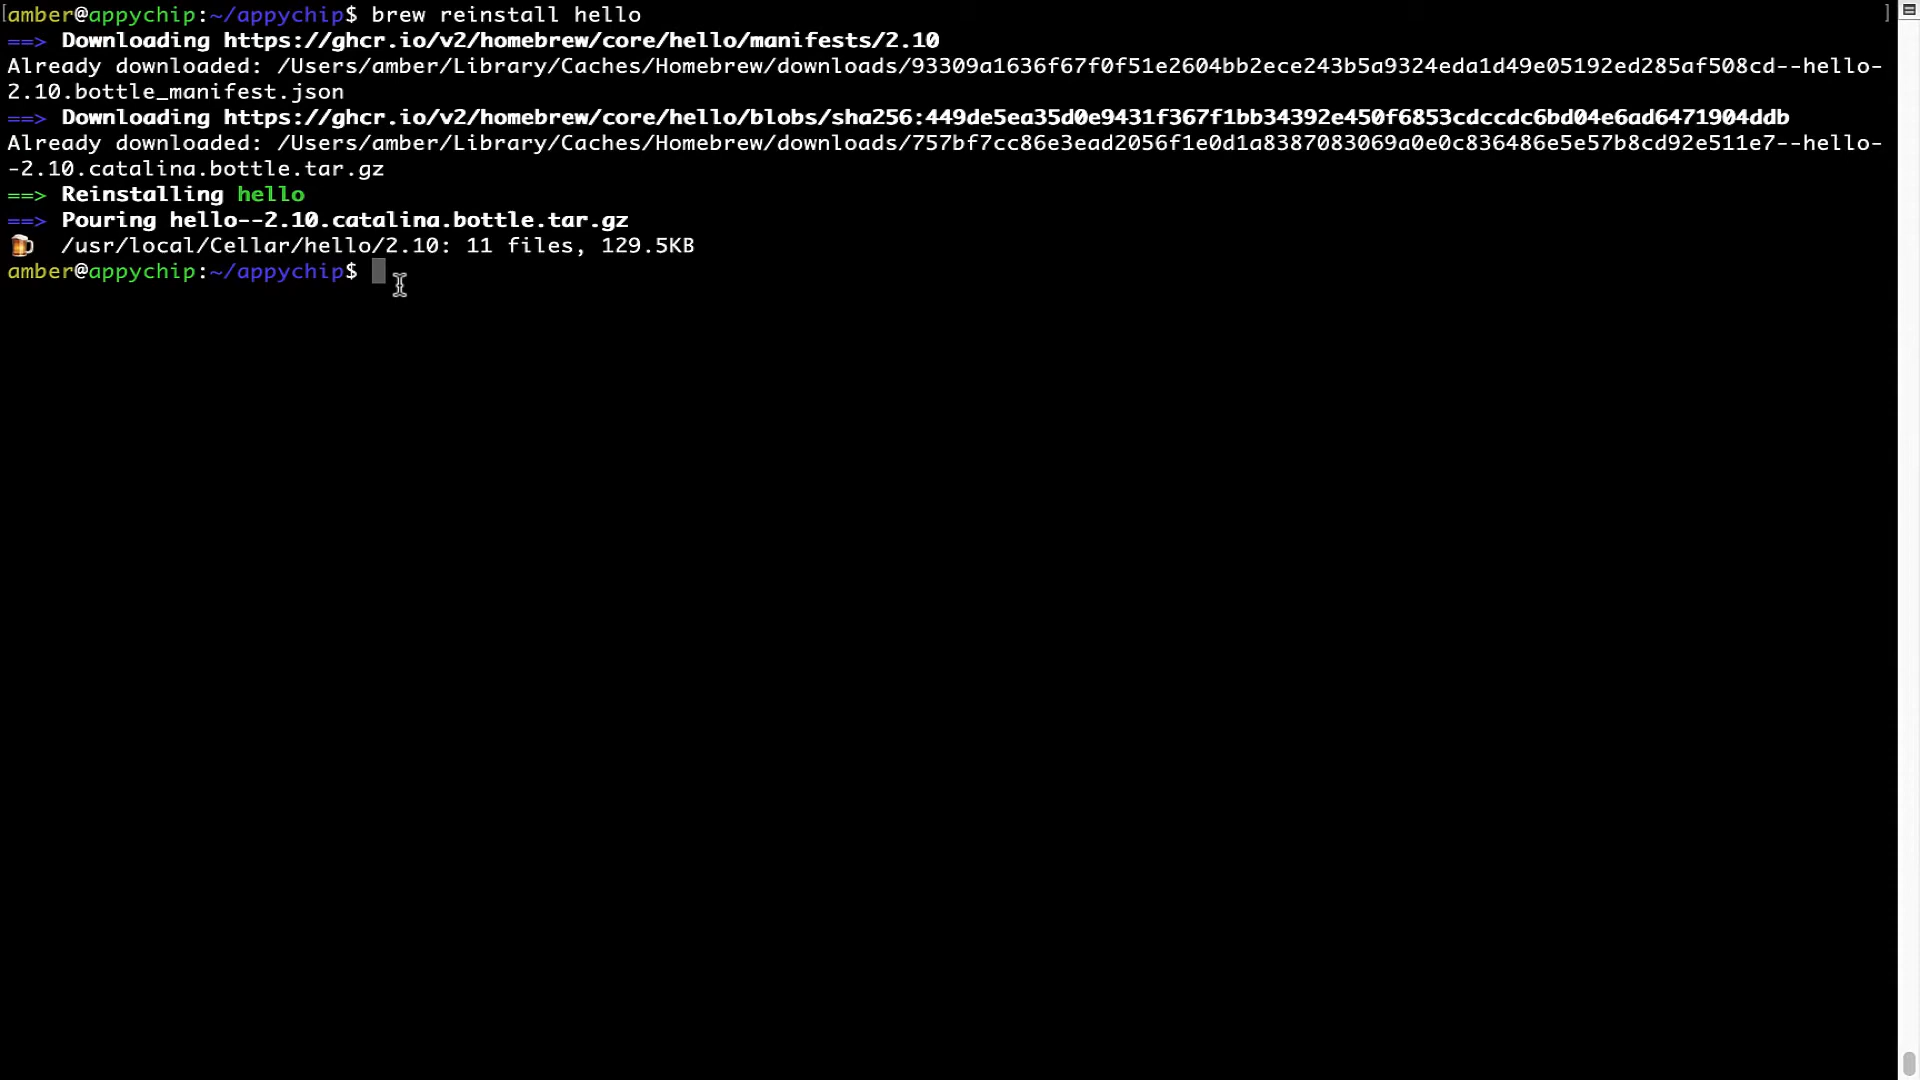 amber@appychip:~/appychip$ brew reinstall hello
==> Downloading https://ghcr.io/v2/homebrew/core/hello/manifests/2.10
Already downloaded: /Users/amber/Library/Caches/Homebrew/downloads/93309a1636f67f0f51e2604bb2ece243b5a9324eda1d49e05192ed285af508cd--hello-
2.10.bottle_manifest.json
==> Downloading https://ghcr.io/v2/homebrew/core/hello/blobs/sha256:449de5ea35d0e9431f367f1bb34392e450f6853cdccdc6bd04e6ad6471904ddb
Already downloaded: /Users/amber/Library/Caches/Homebrew/downloads/757bf7cc86e3ead2056f1e0d1a8387083069a0e0c836486e5e57b8cd92e511e7--hello-
-2.10.catalina.bottle.tar.gz
==> Reinstalling hello
==> Pouring hello--2.10.catalina.bottle.tar.gz
🍺 /usr/local/Cellar/hello/2.10: 11 files, 129.5KB
amber@appychip:~/appychip$